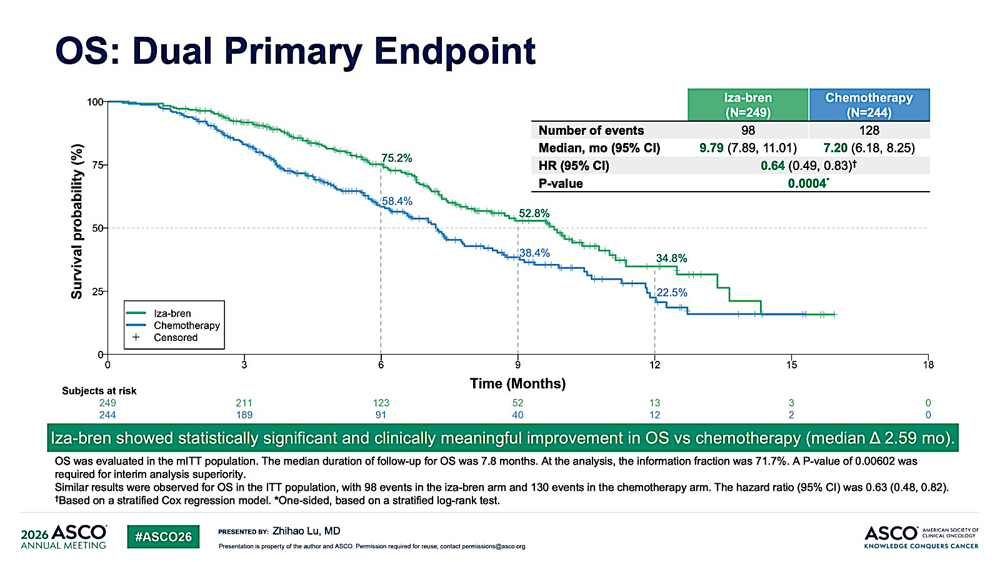 OS: Dual Primary Endpoint
Iza-bren
(N=249)
Chemotherapy
(N=244)
Number of events 98 128
Median, mo (95% CI) 9.79 (7.89, 11.01) 7.20 (6.18, 8.25)
HR (95% CI) 0.64 (0.49, 0.83)†
P-value 0.0004*
Survival probability (%)
100
75
50
25
0
75.2%
58.4%
52.8%
38.4%
34.8%
22.5%
Iza-bren
Chemotherapy
Censored
0 3 6 9 12 15 18
Time (Months)
Subjects at risk
249 211 123 52 13 3 0
244 189 91 40 12 2 0
Iza-bren showed statistically significant and clinically meaningful improvement in OS vs chemotherapy (median Δ 2.59 mo).
OS was evaluated in the mITT population. The median duration of follow-up for OS was 7.8 months. At the analysis, the information fraction was 71.7%. A P-value of 0.00602 was
required for interim analysis superiority.
Similar results were observed for OS in the ITT population, with 98 events in the iza-bren arm and 130 events in the chemotherapy arm. The hazard ratio (95% CI) was 0.63 (0.48, 0.82).
†Based on a stratified Cox regression model. *One-sided, based on a stratified log-rank test.
2026 ASCO
ANNUAL MEETING
#ASCO26
PRESENTED BY: Zhihao Lu, MD
Presentation is property of the author and ASCO. Permission required for reuse; contact permissions@asco.org.
ASCO AMERICAN SOCIETY OF
CLINICAL ONCOLOGY
KNOWLEDGE CONQUERS CANCER